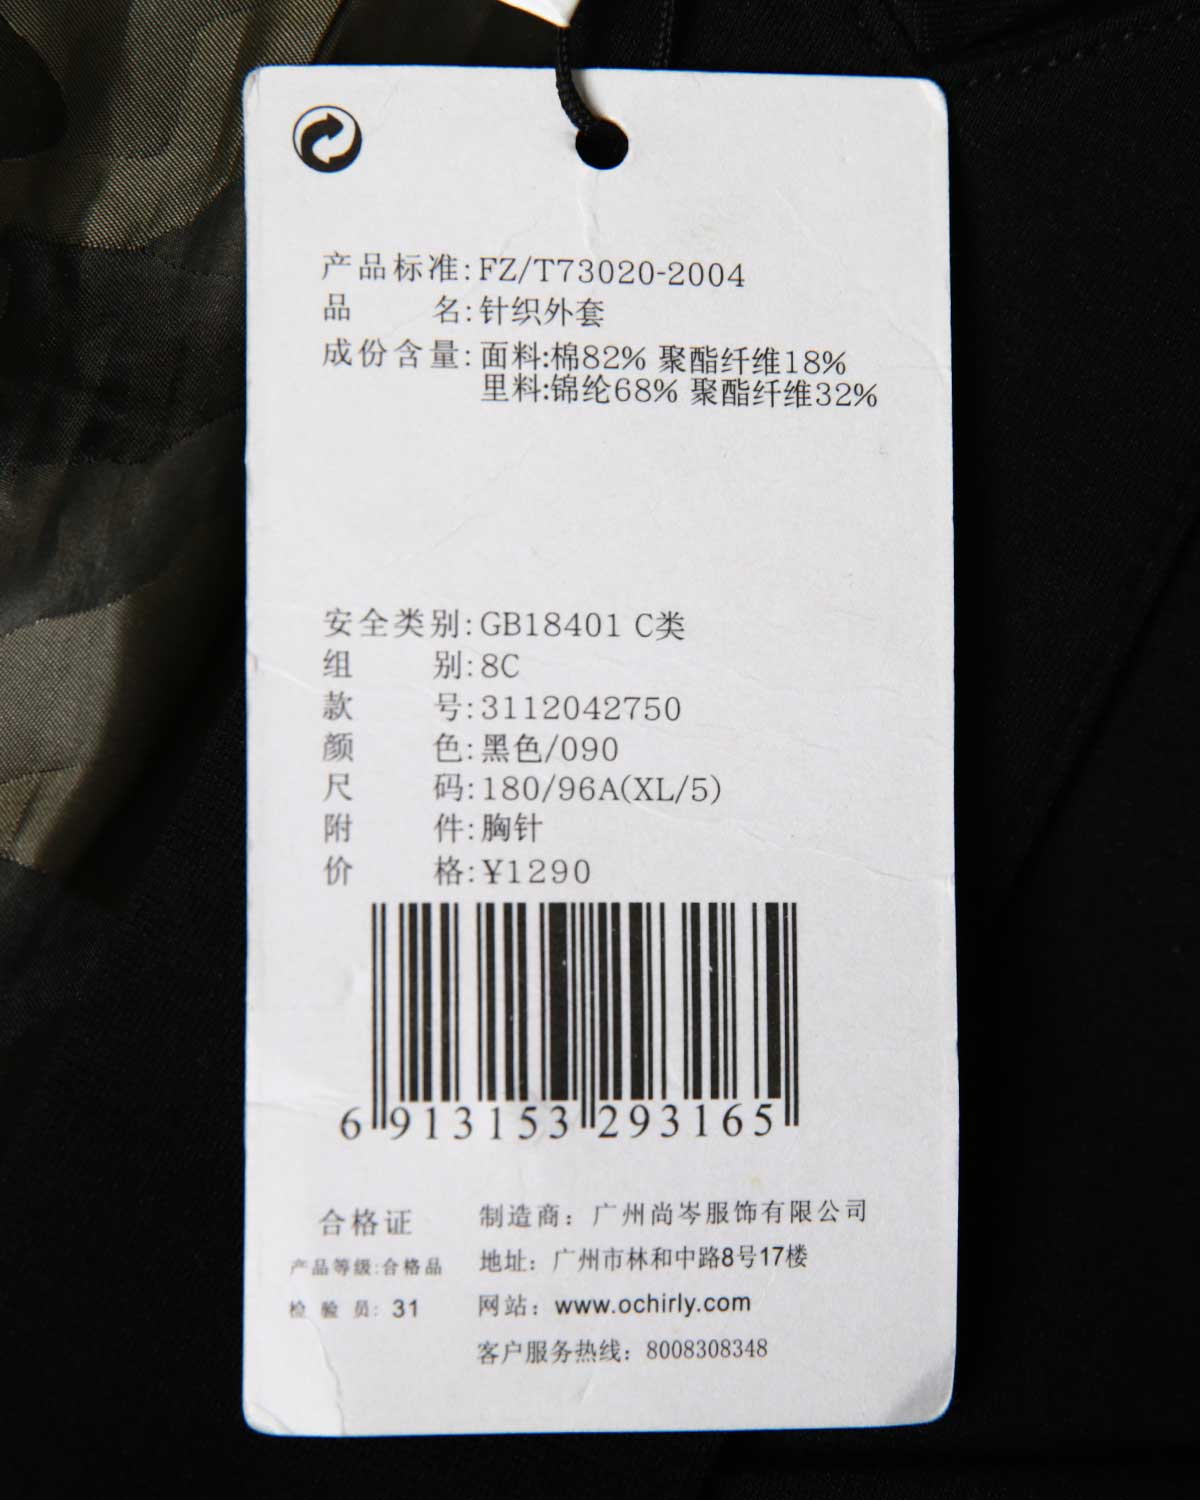 产品标准:FZ/T73020-2004
品 名:针织外套
成份含量:面料:棉82% 聚酯纤维18%
里料:锦纶68% 聚酯纤维32%
安全类别:GB18401 C类
组 别:8C
款 号:3112042750
颜 色:黑色/090
尺 码:180/96A(XL/5)
附 件:胸针
价 格:¥1290
6 913153 293165
合格证
产品等级:合格品
检 验 员: 31
制造商：广州尚岑服饰有限公司
地址：广州市林和中路8号17楼
网站：www.ochirly.com
客户服务热线：8008308348